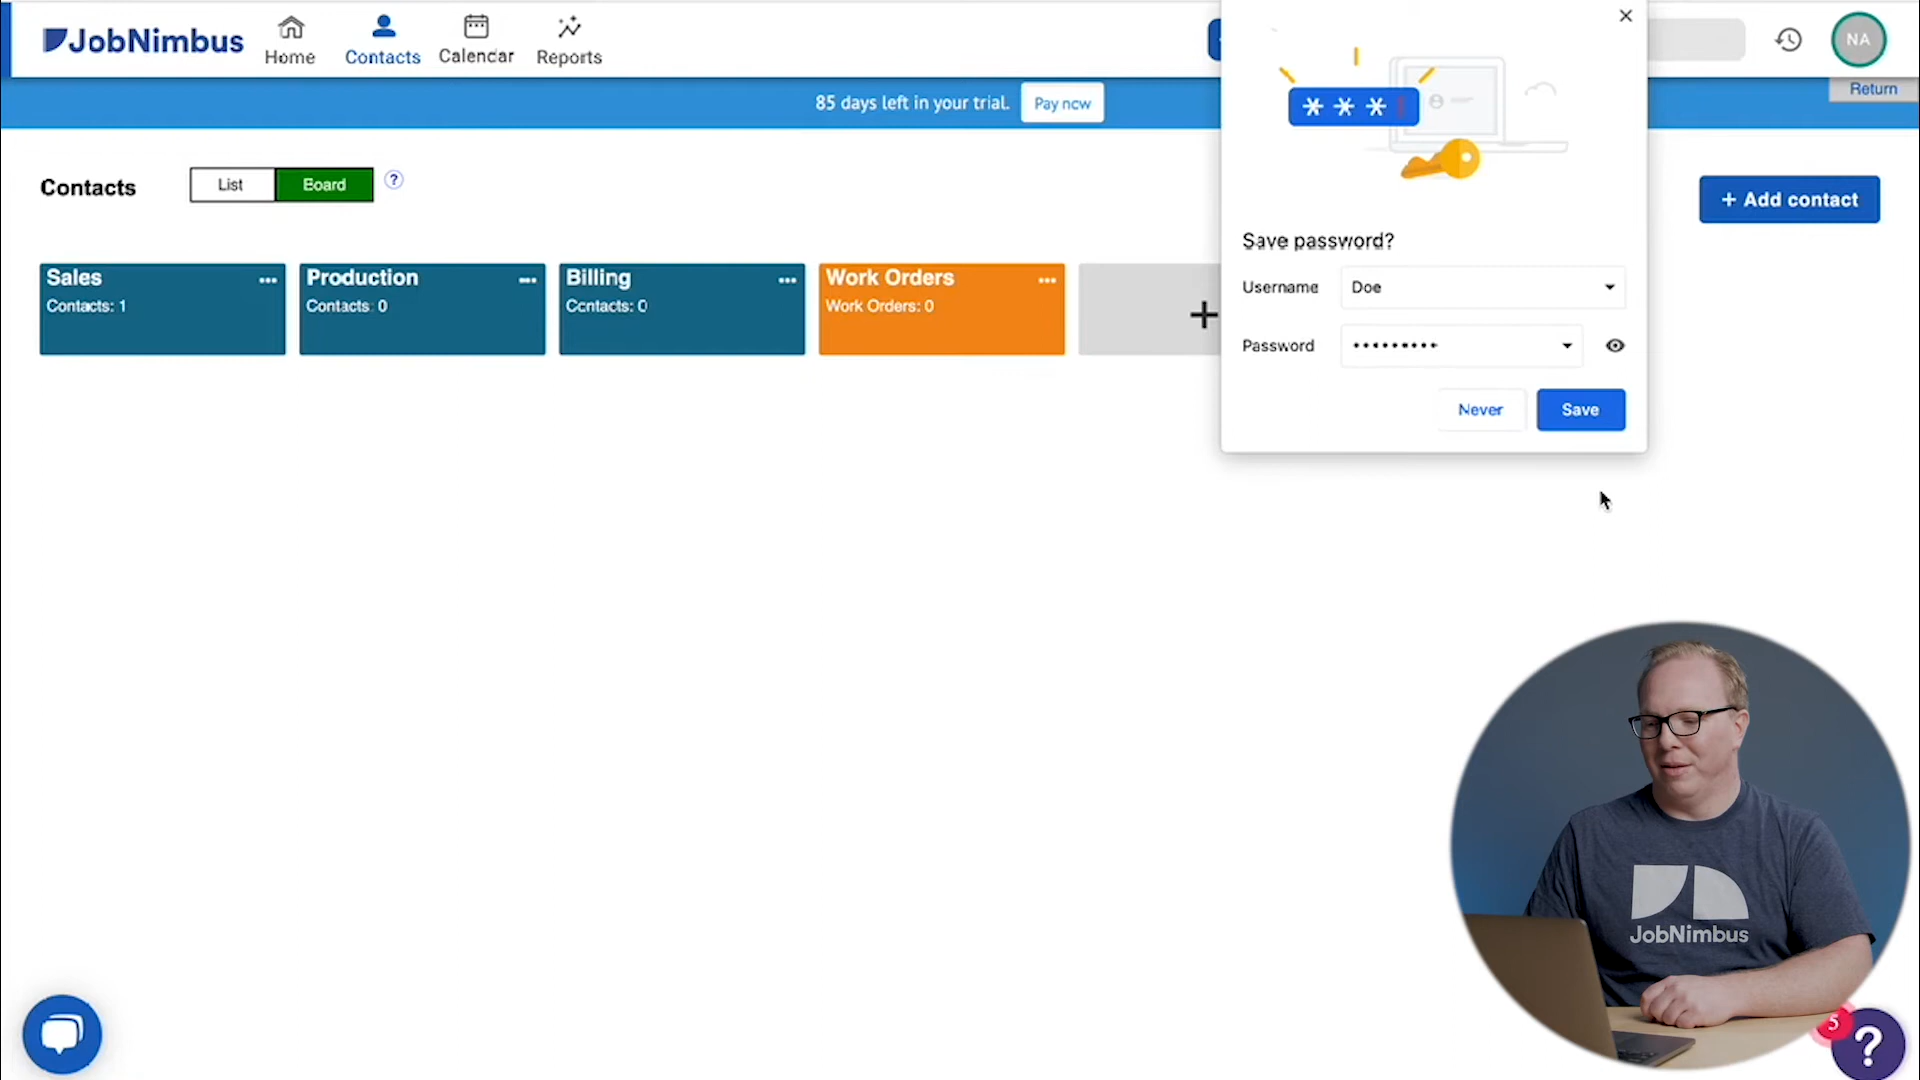 JobNimbus
Home
Contacts
Calendar
Reports
NA
85 days left in your trial.
Pay now
Return
Contacts
List
Board
?
+ Add contact
Sales
Contacts: 1
Production
Contacts: 0
Billing
Contacts: 0
Work Orders
Work Orders: 0
+
***
Save password?
Username
Doe
Password
•••••••••
Never
Save
JobNimbus
5
?